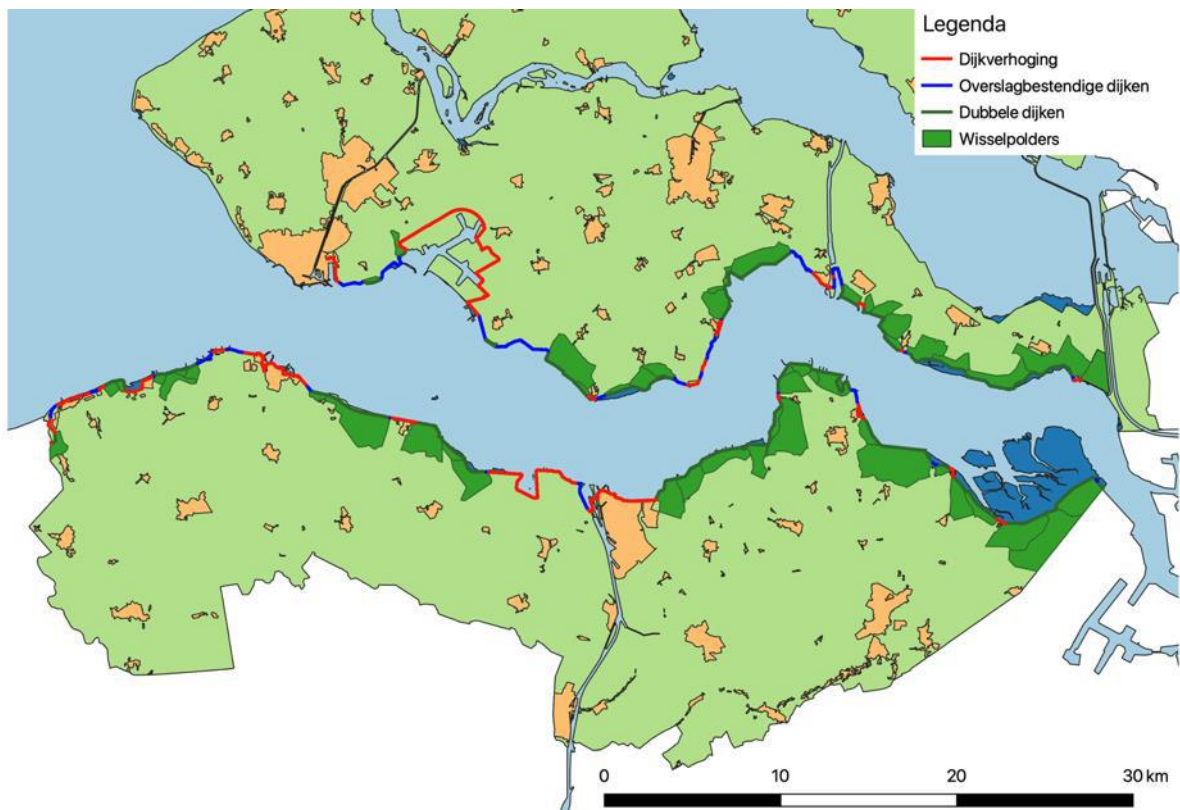 Legenda
Dijkverhoging
Overslagbestendige dijken
Dubbele dijken
Wisselpolders
0 10 20 30 km